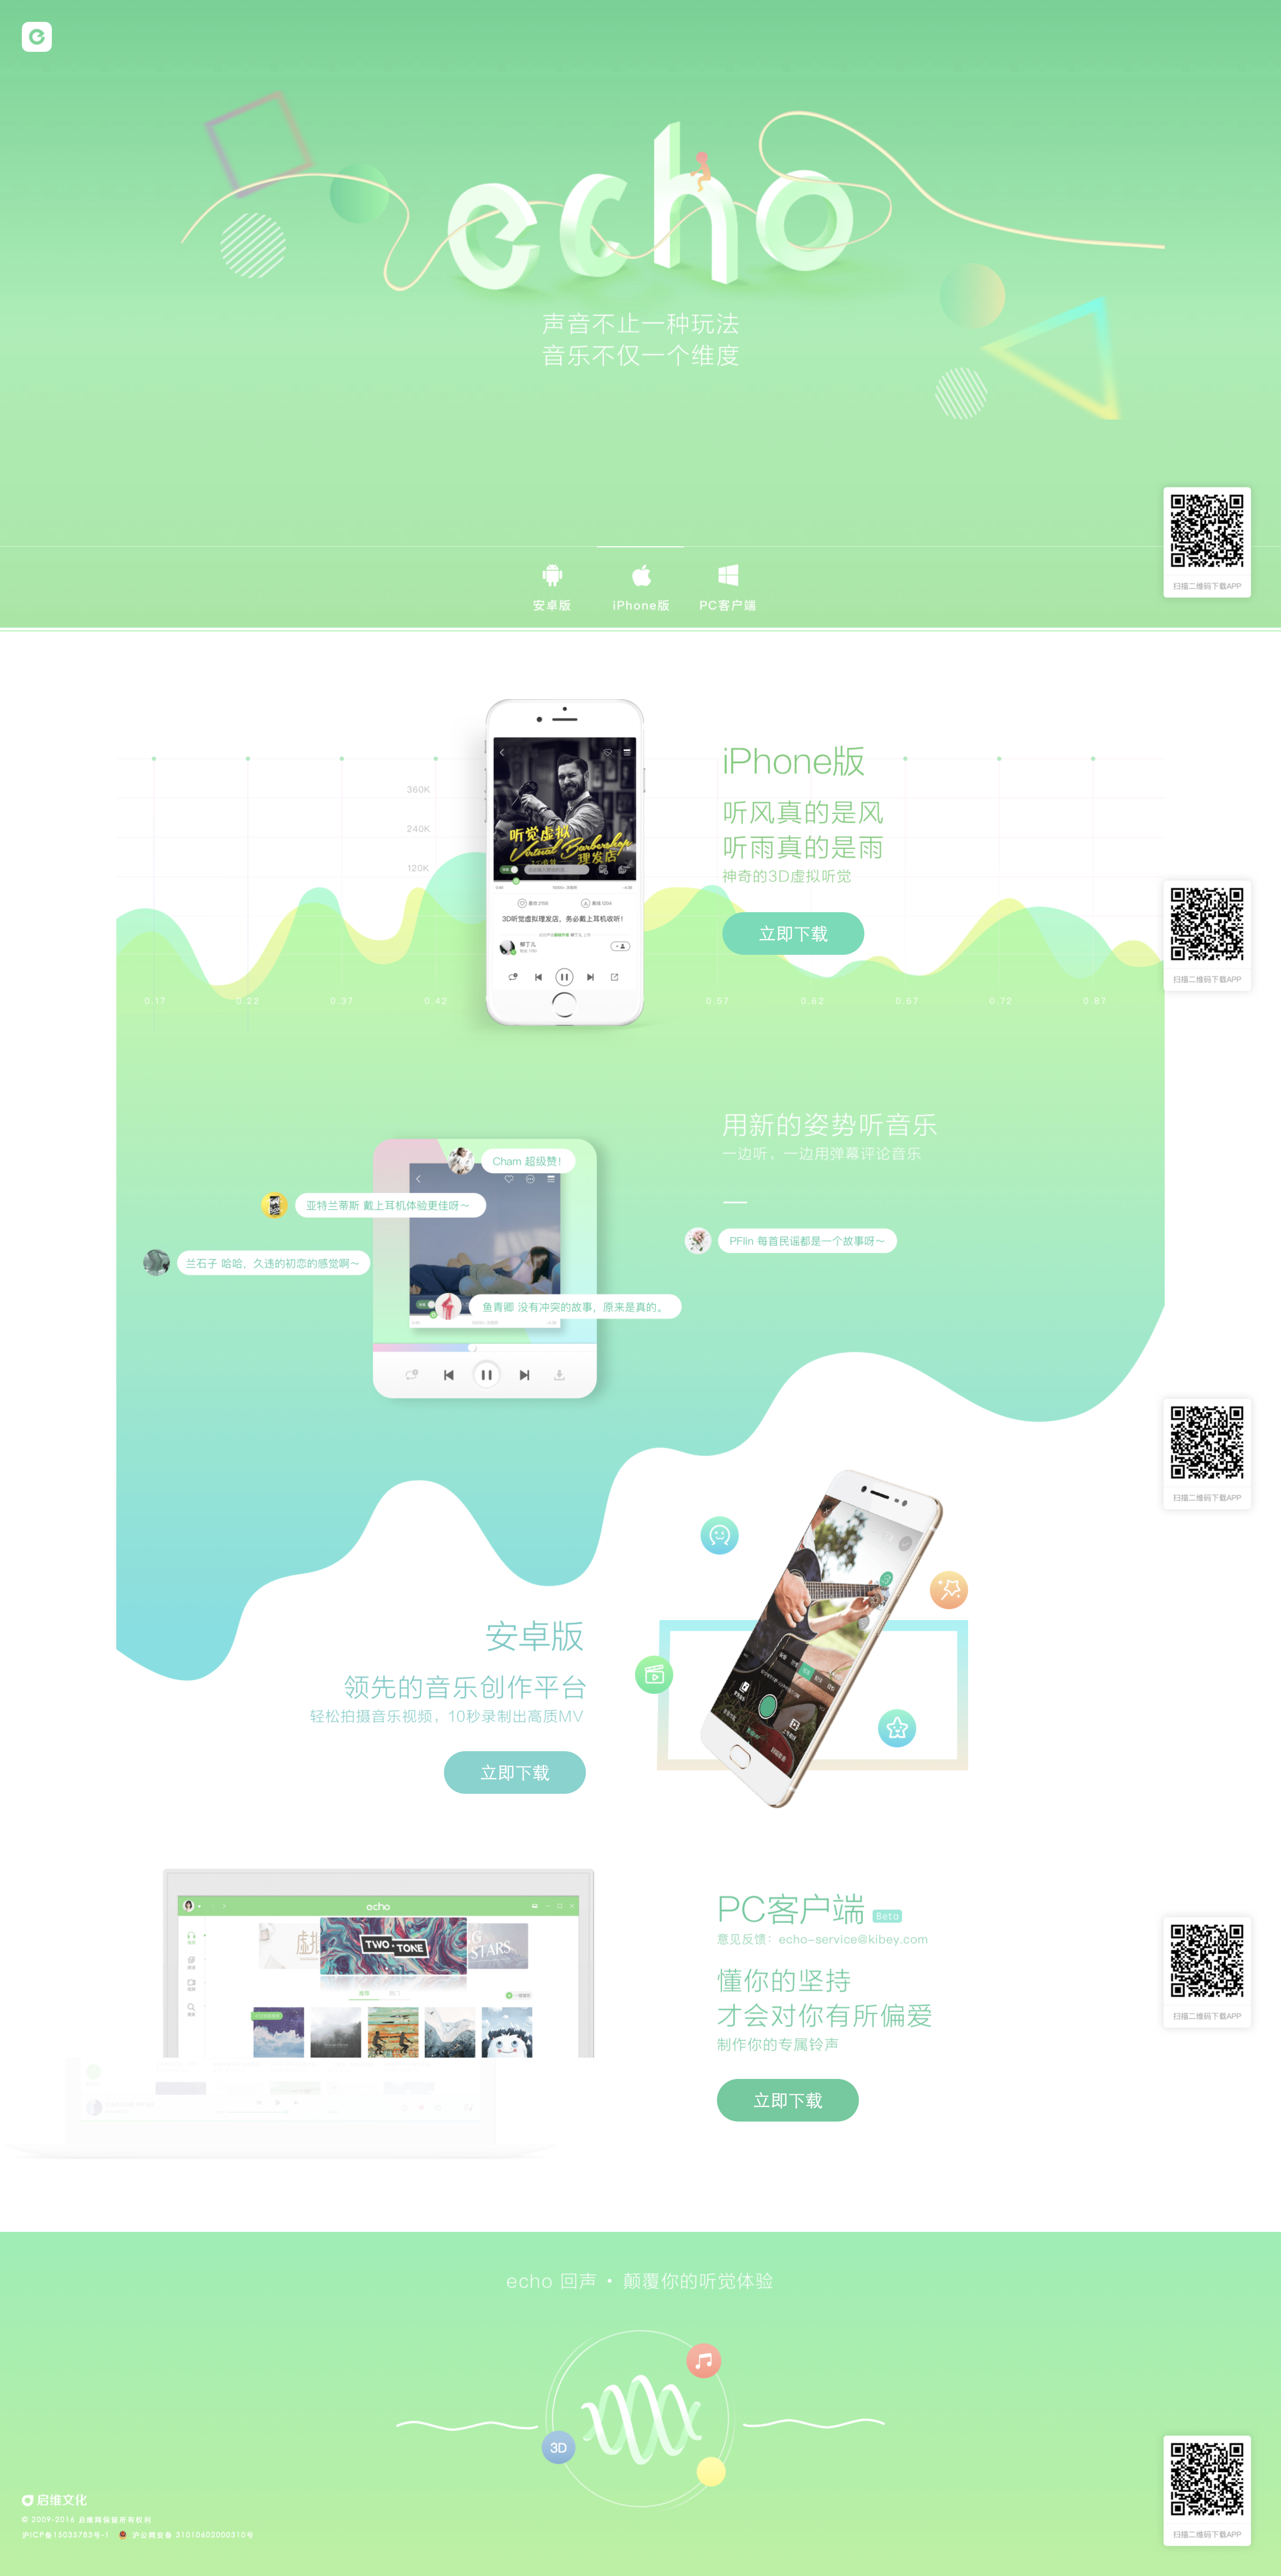 echo
声音不止一种玩法
音乐不仅一个维度
安卓版
iPhone版
PC客户端
扫描二维码下载APP
iPhone版
听风真的是风
听雨真的是雨
神奇的3D虚拟听觉
立即下载
360K
240K
120K
听觉虚拟
Virtual Barbershop
理发店
3D听觉虚拟理发店，务必戴上耳机收听！
0.17
0.22
0.37
0.42
0.57
0.62
0.67
0.72
0.87
扫描二维码下载APP
用新的姿势听音乐
一边听，一边用弹幕评论音乐
Cham 超级赞！
亚特兰蒂斯 戴上耳机体验更佳呀～
PFlin 每首民谣都是一个故事呀～
兰石子 哈哈，久违的初恋的感觉啊～
鱼青卿 没有冲突的故事，原来是真的。
扫描二维码下载APP
安卓版
领先的音乐创作平台
轻松拍摄音乐视频，10秒录制出高质MV
立即下载
echo
TWO-TONE
STARS
推荐
热门
PC客户端 Beta
意见反馈：echo-service@kibey.com
懂你的坚持
才会对你有所偏爱
制作你的专属铃声
立即下载
扫描二维码下载APP
echo 回声 • 颠覆你的听觉体验
3D
启维文化
© 2009-2016 启维网保留所有权利
沪ICP备15035783号-1 沪公网安备 31010602000310号
扫描二维码下载APP